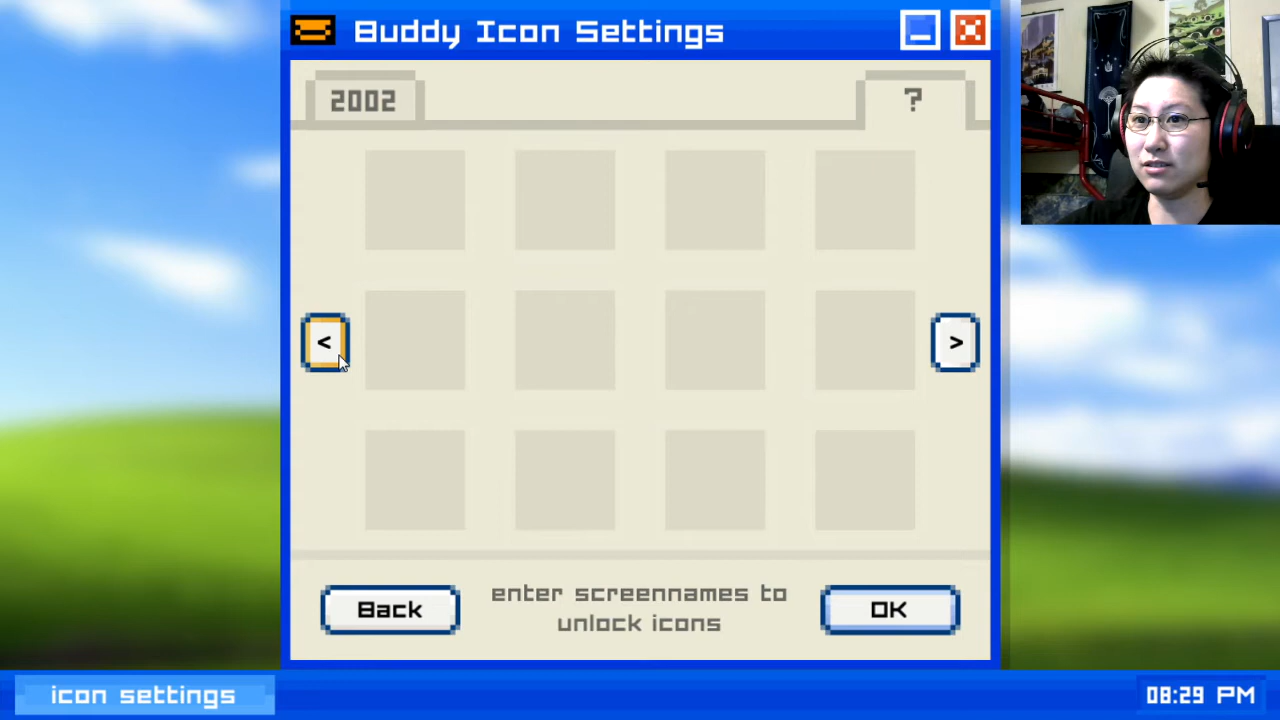 Buddy Icon Settings
2002
?
<
>
Back
enter screennames to
unlock icons
OK
icon settings
08:29 PM